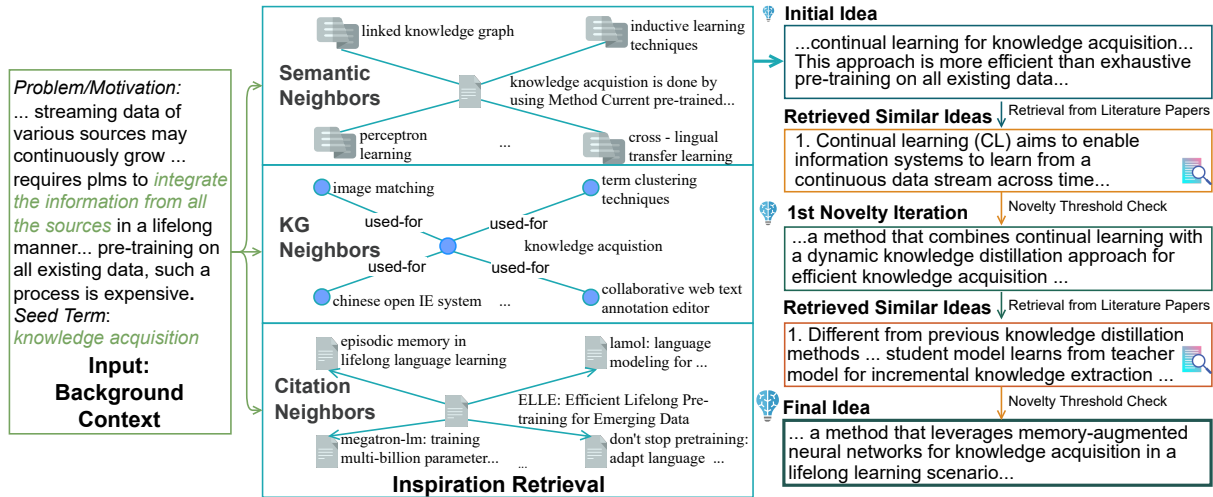 Problem/Motivation:
... streaming data of
various sources may
continuously grow ...
requires plms to integrate
the information from all
the sources in a lifelong
manner... pre-training on
all existing data, such a
process is expensive.
Seed Term:
knowledge acquisition
Input:
Background
Context
linked knowledge graph
inductive learning
techniques
Semantic
Neighbors
knowledge acquistion is done by
using Method Current pre-trained...
perceptron
learning
...
cross - lingual
transfer learning
image matching
term clustering
techniques
used-for
used-for
KG
Neighbors
knowledge acquistion
used-for
used-for
chinese open IE system
...
collaborative web text
annotation editor
episodic memory in
lifelong language learning
lamol: language
modeling for ...
Citation
Neighbors
ELLE: Efficient Lifelong Pre-
training for Emerging Data
megatron-lm: training
multi-billion parameter...
...
don't stop pretraining:
adapt language ...
Inspiration Retrieval
Initial Idea
...continual learning for knowledge acquisition...
This approach is more efficient than exhaustive
pre-training on all existing data...
Retrieval from Literature Papers
Retrieved Similar Ideas
1. Continual learning (CL) aims to enable
information systems to learn from a
continuous data stream across time...
Novelty Threshold Check
1st Novelty Iteration
...a method that combines continual learning with
a dynamic knowledge distillation approach for
efficient knowledge acquisition ...
Retrieval from Literature Papers
Retrieved Similar Ideas
1. Different from previous knowledge distillation
methods ... student model learns from teacher
model for incremental knowledge extraction ...
Novelty Threshold Check
Final Idea
... a method that leverages memory-augmented
neural networks for knowledge acquisition in a
lifelong learning scenario...